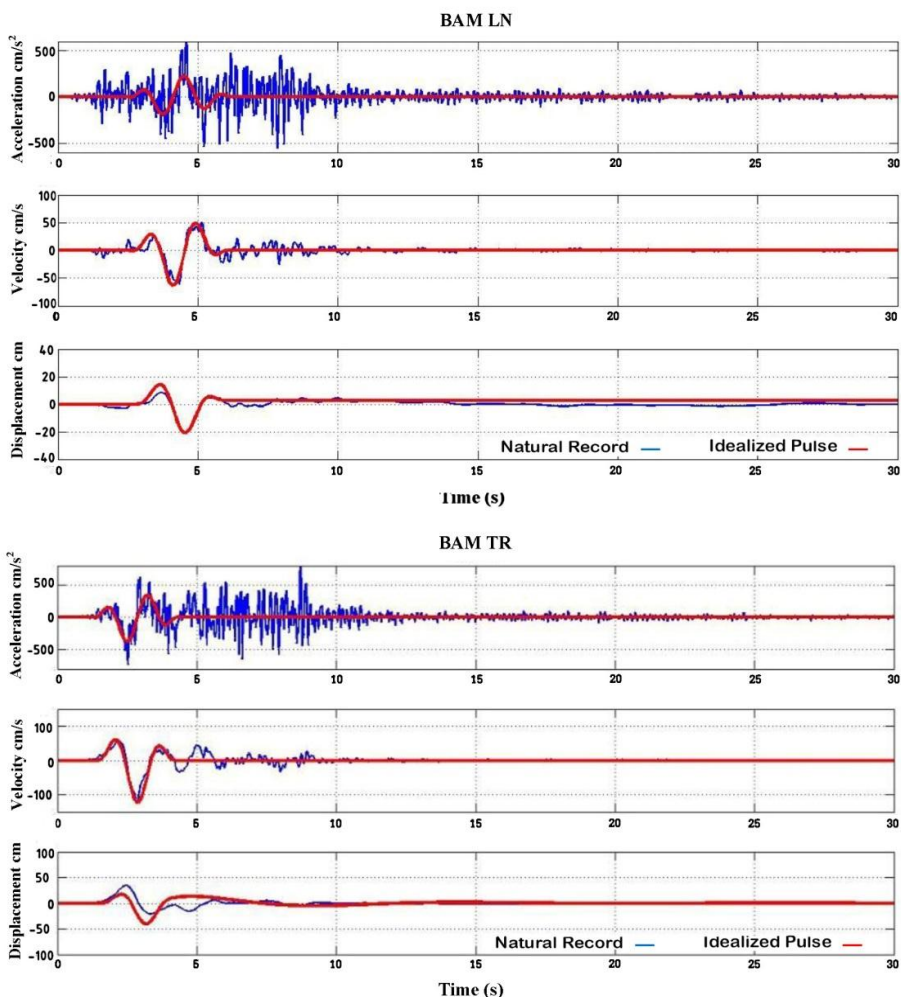 BAM LN
Acceleration cm/s²
500
0
-500
0 5 10 15 20 25 30
Velocity cm/s
100
50
0
-50
-100
0 5 10 15 20 25 30
Displacement cm
40
20
0
-20
-40
Natural Record Idealized Pulse
0 5 10 15 20 25 30
Time (s)
BAM TR
Acceleration cm/s²
500
0
-500
0 5 10 15 20 25 30
Velocity cm/s
100
0
-100
0 5 10 15 20 25 30
Displacement cm
100
50
0
-50
-100
Natural Record Idealized Pulse
0 5 10 15 20 25 30
Time (s)